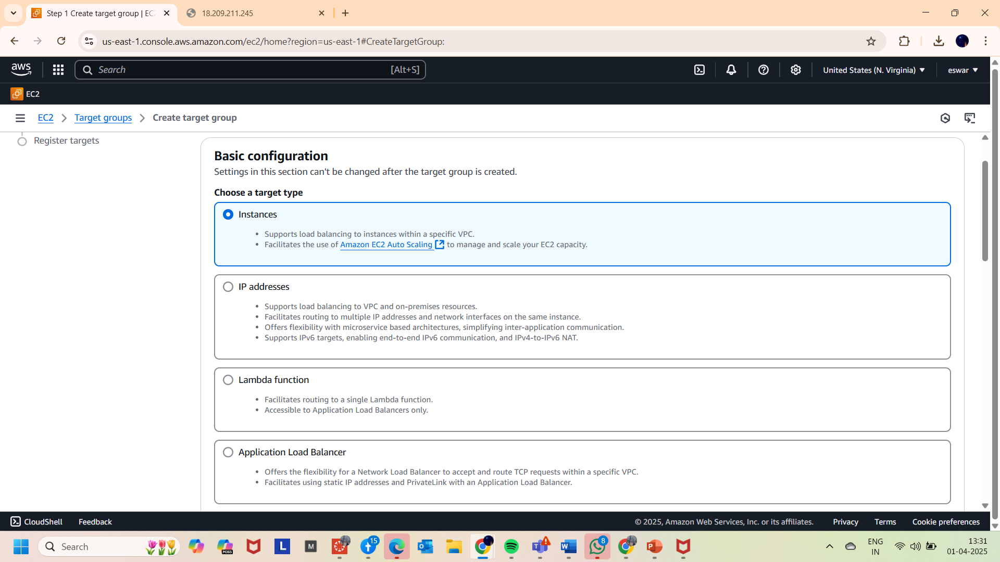 Step 1 Create target group | EC
18.209.211.245
us-east-1.console.aws.amazon.com/ec2/home?region=us-east-1#CreateTargetGroup:
aws
Search
[Alt+S]
United States (N. Virginia)
eswar
EC2
EC2
Target groups
Create target group
Register targets
Basic configuration
Settings in this section can't be changed after the target group is created.
Choose a target type
Instances
• Supports load balancing to instances within a specific VPC.
• Facilitates the use of Amazon EC2 Auto Scaling to manage and scale your EC2 capacity.
IP addresses
• Supports load balancing to VPC and on-premises resources.
• Facilitates routing to multiple IP addresses and network interfaces on the same instance.
• Offers flexibility with microservice based architectures, simplifying inter-application communication.
• Supports IPv6 targets, enabling end-to-end IPv6 communication, and IPv4-to-IPv6 NAT.
Lambda function
• Facilitates routing to a single Lambda function.
• Accessible to Application Load Balancers only.
Application Load Balancer
• Offers the flexibility for a Network Load Balancer to accept and route TCP requests within a specific VPC.
• Facilitates using static IP addresses and PrivateLink with an Application Load Balancer.
CloudShell
Feedback
© 2025, Amazon Web Services, Inc. or its affiliates.
Privacy
Terms
Cookie preferences
Search
M365
L
M
15
8
ENG
IN
13:31
01-04-2025